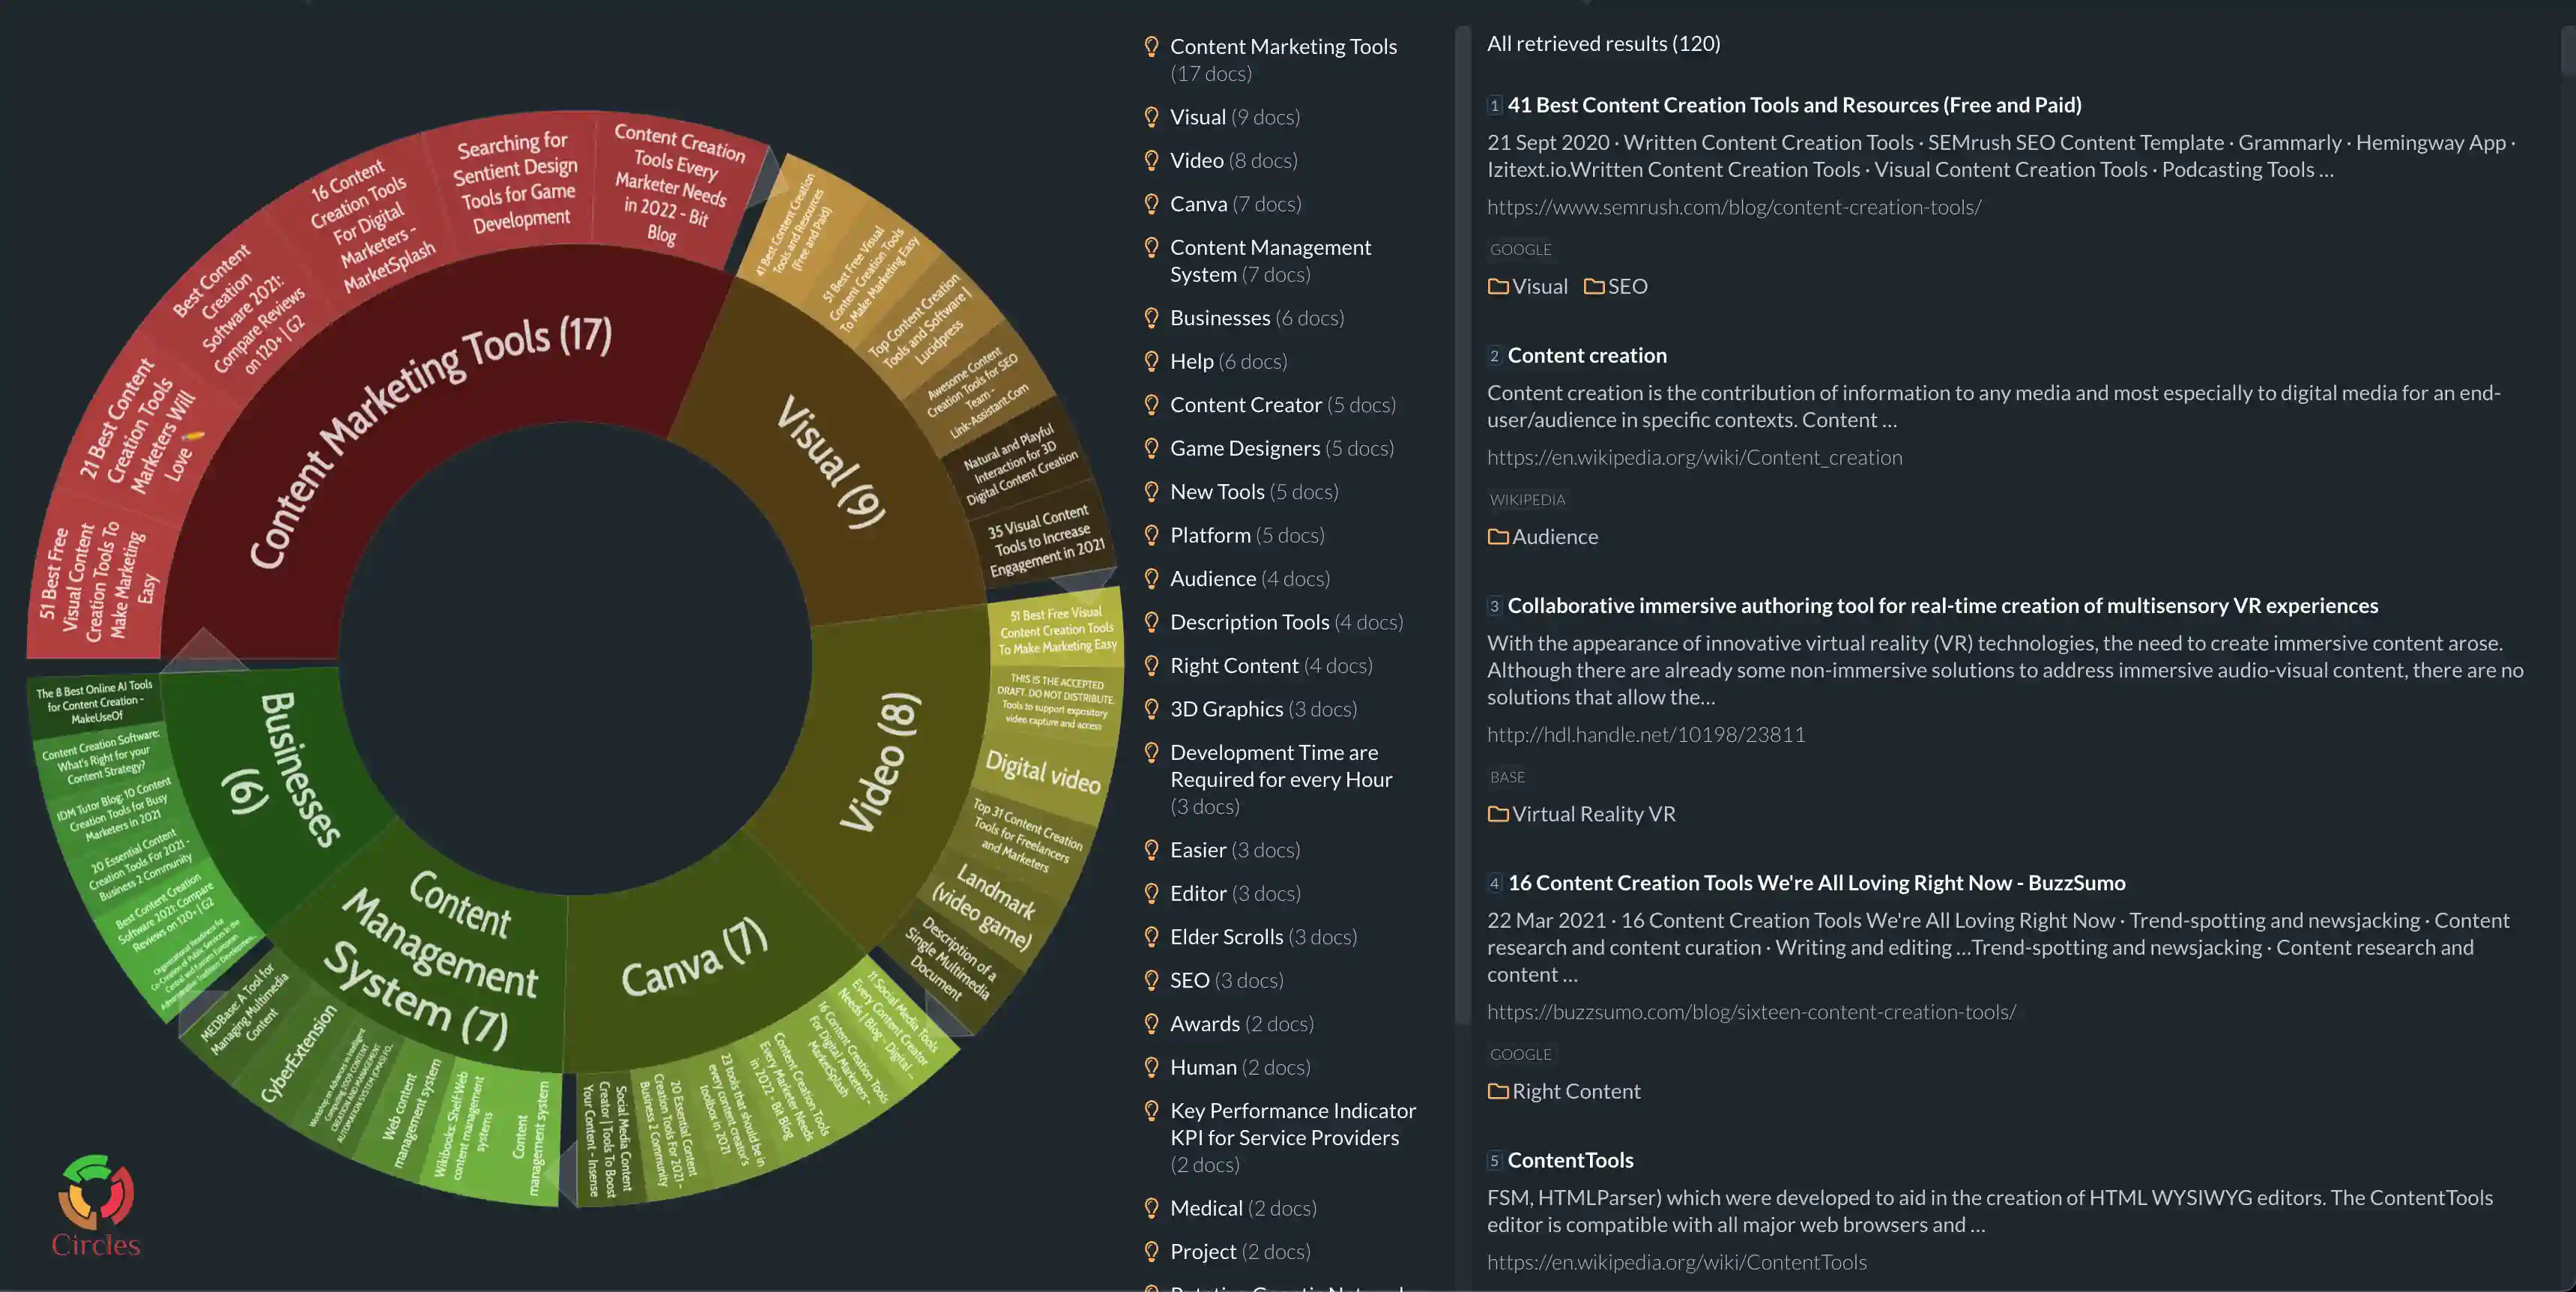 Content Marketing Tools (17)
Content Creation
Tools Every
Marketer Needs
in 2022 - Bit
Blog
Searching for
Sentient Design
Tools for Game
Development
16 Content
Creation Tools
For Digital
Marketers -
MarketSplash
Best Content
Creation
Software 2021:
Compare Reviews
on 120+ | G2
21 Best Content
Creation Tools
Marketers Will
Love
51 Best Free
Visual Content
Creation Tools To
Make Marketing
Easy
Visual (9)
41 Best Content Creation
Tools and Resources
(Free and Paid)
51 Best Free Visual
Content Creation Tools
To Make Marketing Easy
Top Content Creation
Tools and Software |
Lucidpress
Awesome Content
Creation Tools for SEO
Team -
Link-Assistant.Com
Natural and Playful
Interaction for 3D
Digital Content Creation
35 Visual Content
Tools to Increase
Engagement in 2021
Video (8)
51 Best Free Visual
Content Creation Tools
To Make Marketing Easy
THIS IS THE ACCEPTED
DRAFT. DO NOT DISTRIBUTE.
Tools to support expository
video capture and access
Digital video
Top 31 Content Creation
Tools for Freelancers
and Marketers
Landmark
(video game)
Description of a
Single Multimedia
Document
Canva (7)
11 Social Media Tools
Every Content Creator
Needs | Blog - Digital...
16 Content Creation Tools
For Digital Marketers -
MarketSplash
Content Creation Tools
Every Marketer Needs
in 2022 - Bit Blog
23 tools that should be in
every content creator's
toolbox in 2021
20 Essential Content
Creation Tools For 2021 -
Business 2 Community
Social Media Content
Creator | Tools To Boost
Your Content - Insense
Content
Management
System (7)
Content
management system
Wikibooks: Shelf:Web
content management
systems
Web content
management system
CyberExtension
MEDBase: A Tool for
Managing Multimedia
Content
Businesses
(6)
The 8 Best Online AI Tools
for Content Creation -
MakeUseOf
Content Creation Software:
What's Right for your
Content Strategy?
IDM Tutor Blog: 10 Content
Creation Tools for Busy
Marketers in 2021
20 Essential Content
Creation Tools For 2021 -
Business 2 Community
Best Content Creation
Software 2021: Compare
Reviews on 120+ | G2
Circles
Content Marketing Tools
(17 docs)
Visual (9 docs)
Video (8 docs)
Canva (7 docs)
Content Management
System (7 docs)
Businesses (6 docs)
Help (6 docs)
Content Creator (5 docs)
Game Designers (5 docs)
New Tools (5 docs)
Platform (5 docs)
Audience (4 docs)
Description Tools (4 docs)
Right Content (4 docs)
3D Graphics (3 docs)
Development Time are
Required for every Hour
(3 docs)
Easier (3 docs)
Editor (3 docs)
Elder Scrolls (3 docs)
SEO (3 docs)
Awards (2 docs)
Human (2 docs)
Key Performance Indicator
KPI for Service Providers
(2 docs)
Medical (2 docs)
Project (2 docs)
All retrieved results (120)
1 41 Best Content Creation Tools and Resources (Free and Paid)
21 Sept 2020 · Written Content Creation Tools · SEMrush SEO Content Template · Grammarly · Hemingway App ·
Izitext.io.Written Content Creation Tools · Visual Content Creation Tools · Podcasting Tools ...
https://www.semrush.com/blog/content-creation-tools/
GOOGLE
Visual SEO
2 Content creation
Content creation is the contribution of information to any media and most especially to digital media for an end-
user/audience in specific contexts. Content ...
https://en.wikipedia.org/wiki/Content_creation
WIKIPEDIA
Audience
3 Collaborative immersive authoring tool for real-time creation of multisensory VR experiences
With the appearance of innovative virtual reality (VR) technologies, the need to create immersive content arose.
Although there are already some non-immersive solutions to address immersive audio-visual content, there are no
solutions that allow the...
http://hdl.handle.net/10198/23811
BASE
Virtual Reality VR
4 16 Content Creation Tools We're All Loving Right Now - BuzzSumo
22 Mar 2021 · 16 Content Creation Tools We're All Loving Right Now · Trend-spotting and newsjacking · Content
research and content curation · Writing and editing ...Trend-spotting and newsjacking · Content research and
content ...
https://buzzsumo.com/blog/sixteen-content-creation-tools/
GOOGLE
Right Content
5 ContentTools
FSM, HTMLParser) which were developed to aid in the creation of HTML WYSIWYG editors. The ContentTools
editor is compatible with all major web browsers and ...
https://en.wikipedia.org/wiki/ContentTools